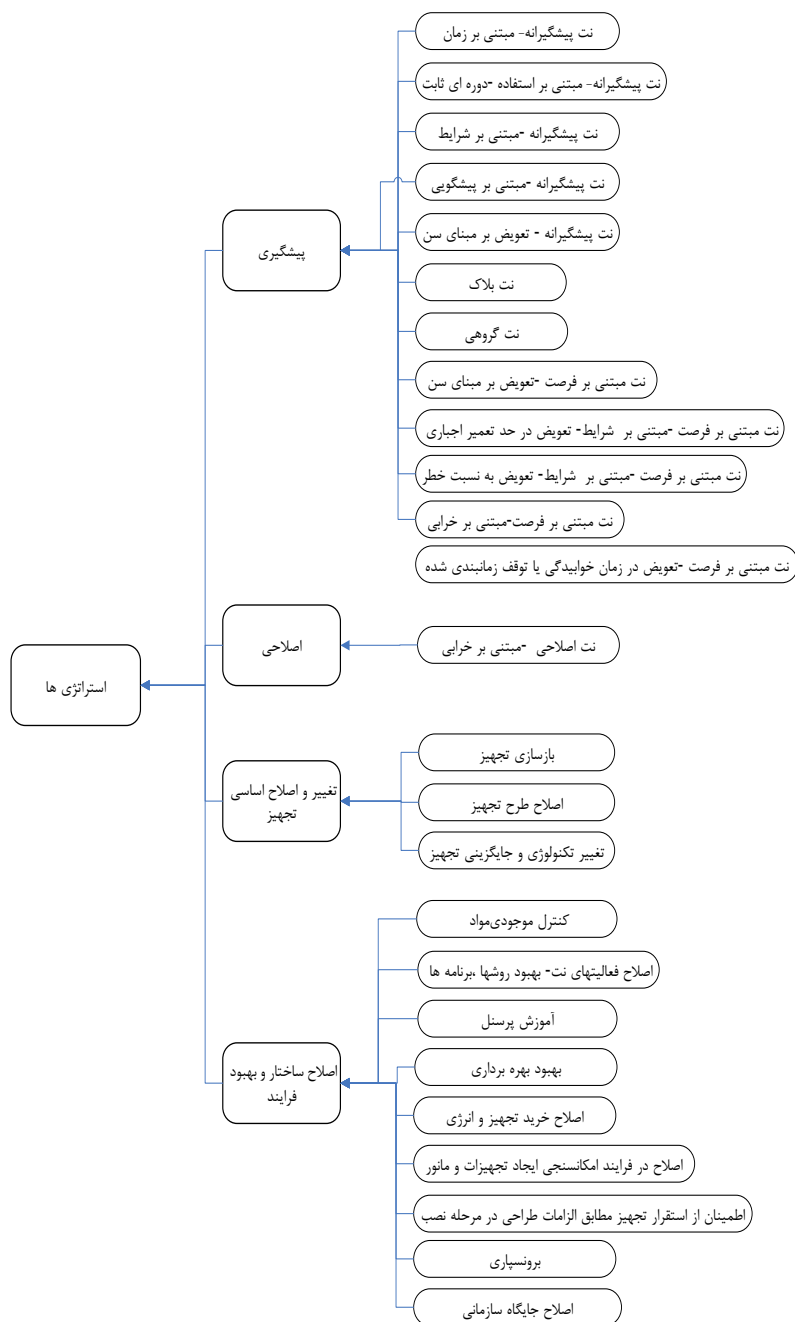 نت پیشگیرانه- مبتنی بر زمان
نت پیشگیرانه- مبتنی بر استفاده -دوره ای ثابت
نت پیشگیرانه -مبتنی بر شرایط
نت پیشگیرانه -مبتنی بر پیشگویی
نت پیشگیرانه - تعویض بر مبنای سن
نت بلاک
نت گروهی
نت مبتنی بر فرصت -تعویض بر مبنای سن
نت مبتنی بر فرصت -مبتنی بر شرایط- تعویض در حد تعمیر اجباری
نت مبتنی بر فرصت -مبتنی بر شرایط- تعویض به نسبت خطر
نت مبتنی بر فرصت-مبتنی بر خرابی
نت مبتنی بر فرصت -تعویض در زمان خوابیدگی یا توقف زمانبندی شده
پیشگیری
نت اصلاحی -مبتنی بر خرابی
اصلاحی
استراتژی ها
بازسازی تجهیز
اصلاح طرح تجهیز
تغییر تکنولوژی و جایگزینی تجهیز
تغییر و اصلاح اساسی
تجهیز
کنترل موجودی‌مواد
اصلاح فعالیتهای نت- بهبود روشها ،برنامه ها
آموزش پرسنل
بهبود بهره برداری
اصلاح خرید تجهیز و انرژی
اصلاح در فرایند امکانسنجی ایجاد تجهیزات و مانور
اطمینان از استقرار تجهیز مطابق الزامات طراحی در مرحله نصب
برونسپاری
اصلاح جایگاه سازمانی
اصلاح ساختار و بهبود
فرایند